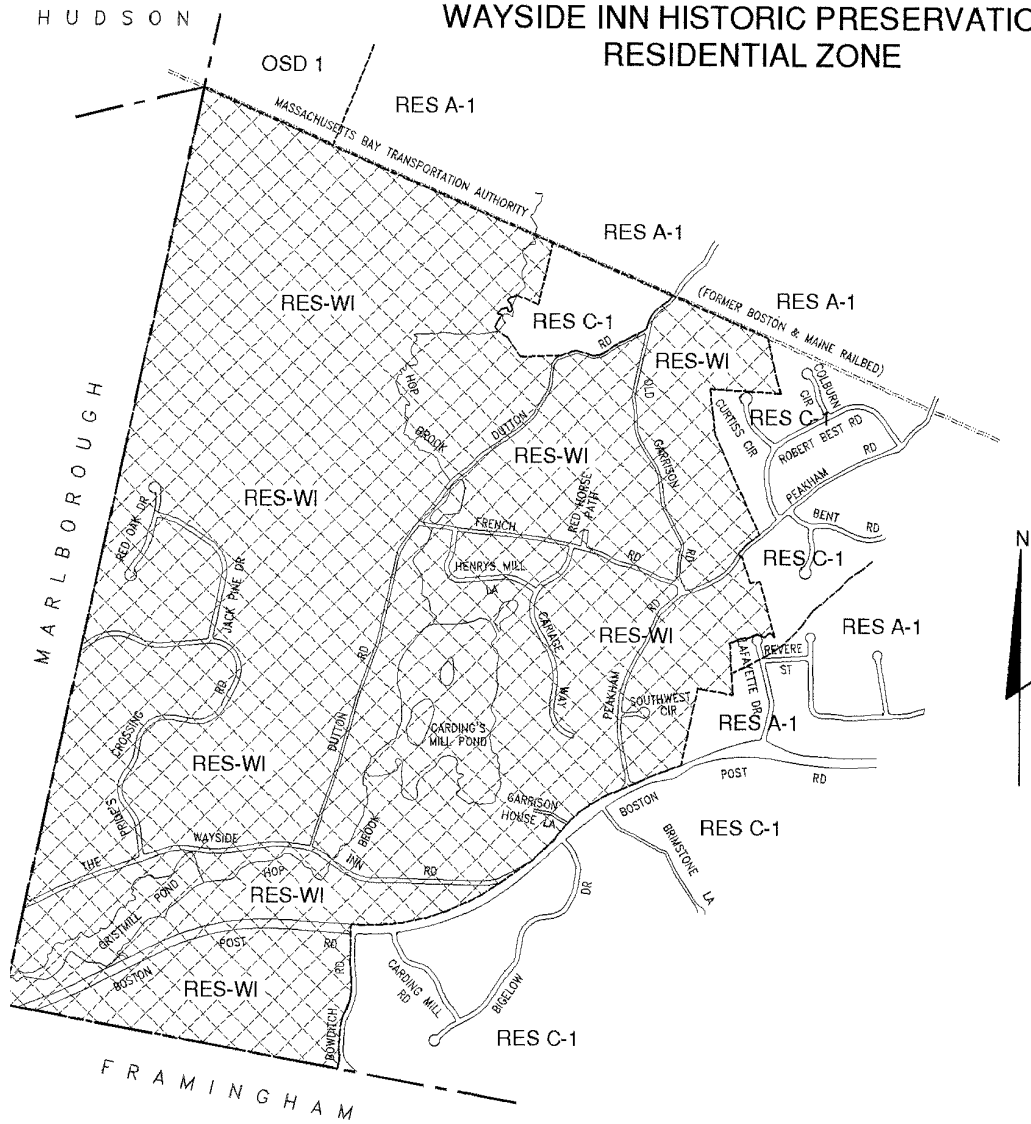 HUDSON
WAYSIDE INN HISTORIC PRESERVATIO
RESIDENTIAL ZONE
OSD 1
RES A-1
MASSACHUSETTS BAY TRANSPORTATION AUTHORITY
RES A-1
(FORMER BOSTON & MAINE RAILBED)
RES A-1
RES-WI
RES C-1
RD
RES-WI
OLD
COLBURN
CIR
HOP
BROOK
DUTTON
CURTISS CIR
RES C-1
ROBERT BEST RD
MARLBOROUGH
RES-WI
GARRISON
PEAKHAM
RD
RES-WI
RED HORSE
PATH
BENT
RD
RED OAK DR
FRENCH
RD
RD
RES C-1
N
JACK PINE DR
HENRYS MILL
LA
CARIAGE
WAY
RES-WI
RD
PEAKHAM
RES A-1
LAFAYETTE DR
REVERE
ST
RD
DUTTON
SOUTHWEST
CIR
RES A-1
CROSSING
RD
PRIDE'S
CARDING'S
MILL POND
RES-WI
POST
RD
GARRISON
HOUSE LA
BOSTON
RES C-1
BRIMSTONE
LA
THE
WAYSIDE
INN
RD
BROOK
HOP
GRISTMILL
POND
RES-WI
DR
BIGELOW
BOSTON
POST
RD
RES-WI
BOWDITCH
RD
CARDING MILL
RD
RES C-1
FRAMINGHAM